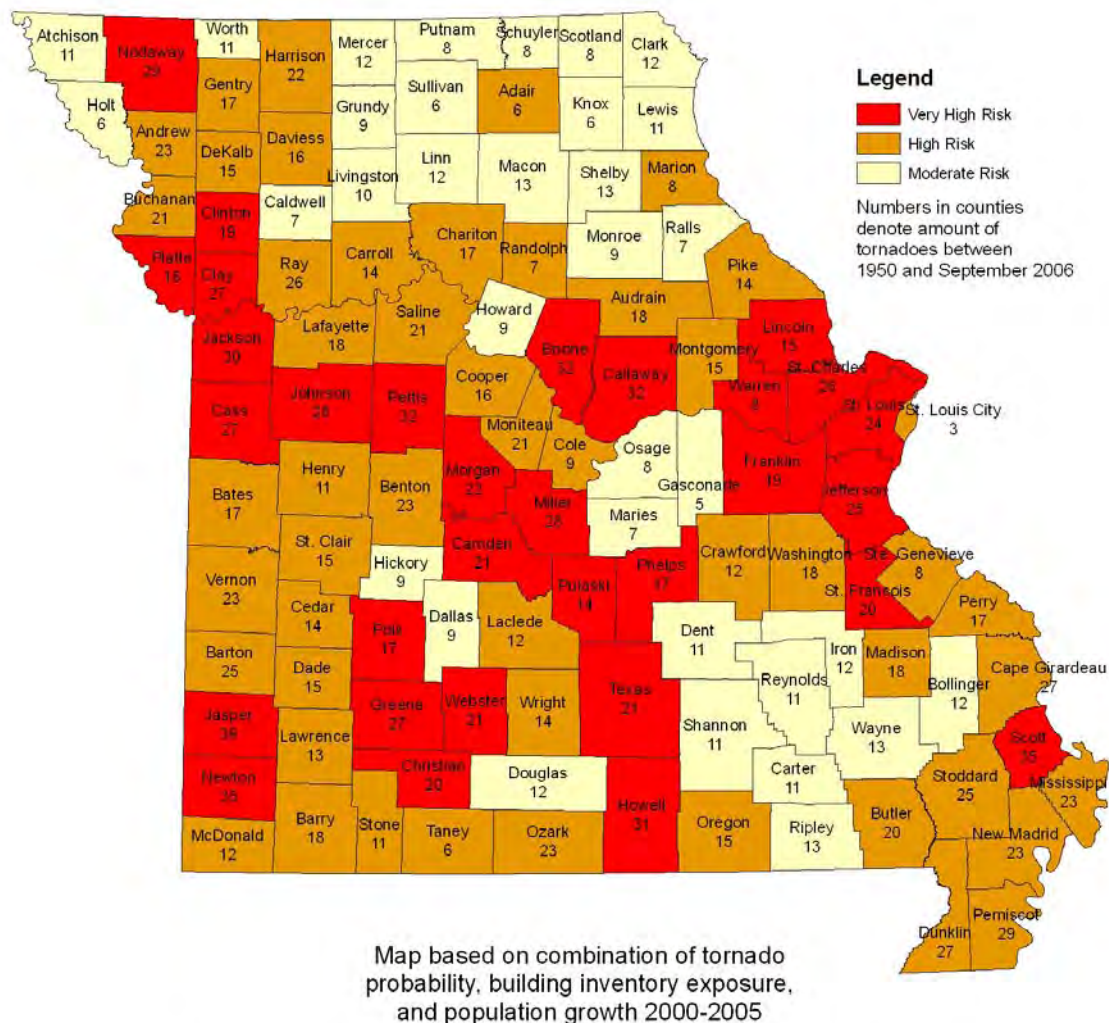 Atchison
11
Nodaway
29
Worth
11
Harrison
22
Mercer
12
Putnam
8
Schuyler
8
Scotland
8
Clark
12
Holt
6
Gentry
17
Grundy
9
Sullivan
6
Adair
6
Knox
6
Lewis
11
Andrew
23
DeKalb
15
Daviess
16
Livingston
10
Linn
12
Macon
13
Shelby
13
Marion
8
Buchanan
21
Clinton
19
Caldwell
7
Chariton
17
Randolph
7
Monroe
9
Ralls
7
Platte
Clay
27
Ray
26
Carroll
14
Pike
14
Saline
21
Howard
9
Audrain
18
Jackson
30
Lafayette
18
Cooper
16
Boone
Callaway
32
Montgomery
15
Lincoln
15
Warren
8
St. Charles
26
St. Louis
24
St. Louis City
3
Cass
27
Johnson
28
Pettis
Moniteau
21
Cole
9
Osage
8
Gasconade
5
Franklin
19
Jefferson
25
Bates
17
Henry
11
Benton
23
Morgan
Miller
28
Maries
7
St. Clair
15
Hickory
9
Camden
21
Pulaski
14
Phelps
17
Crawford
12
Washington
18
Ste. Genevieve
8
St. Francois
20
Perry
17
Vernon
23
Cedar
14
Polk
17
Dallas
9
Laclede
12
Dent
11
Iron
12
Madison
18
Bollinger
12
Cape Girardeau
27
Barton
25
Dade
15
Greene
27
Webster
21
Wright
14
Texas
21
Reynolds
11
Shannon
11
Wayne
13
Scott
Jasper
Lawrence
13
Christian
20
Douglas
12
Carter
11
Stoddard
25
Mississippi
23
Newton
Howell
31
McDonald
12
Barry
18
Stone
11
Taney
6
Ozark
23
Oregon
15
Ripley
13
Butler
20
New Madrid
23
Dunklin
27
Pemiscot
29
Legend
Very High Risk
High Risk
Moderate Risk
Numbers in counties
denote amount of
tornadoes between
1950 and September 2006
Map based on combination of tornado
probability, building inventory exposure,
and population growth 2000-2005